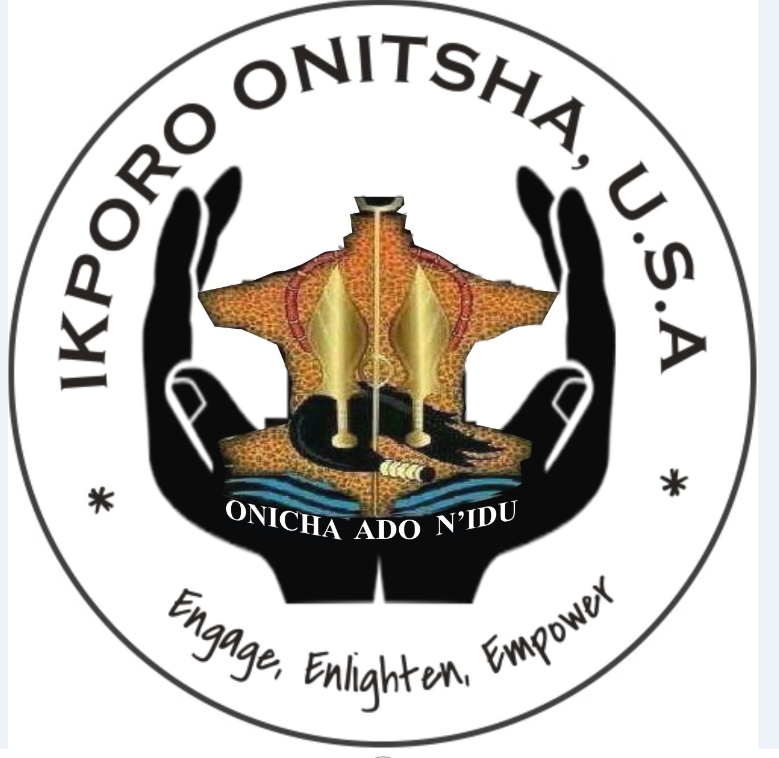 IKPORO ONITSHA, U.S.A
ONICHA ADO N'IDU
* *
Engage, Enlighten, Empower